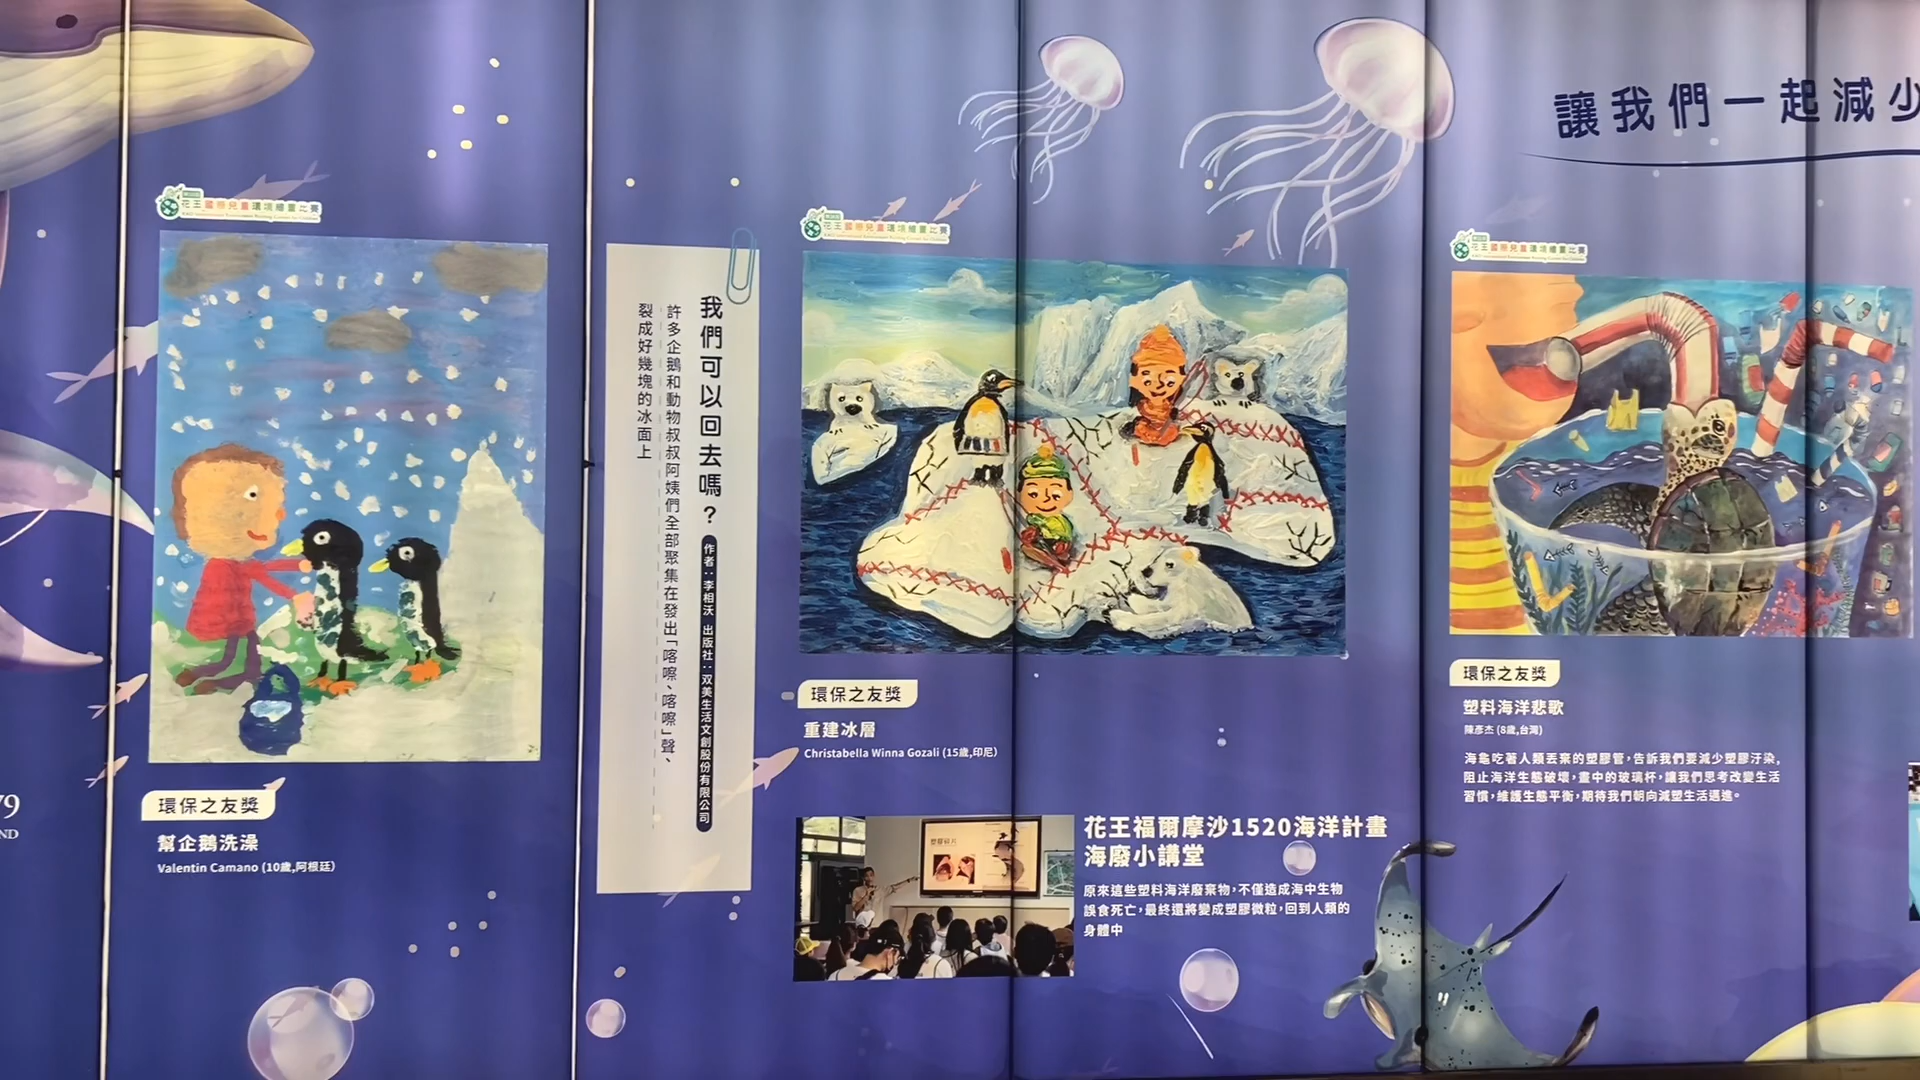 讓我們一起減少
花王國際兒童環境繪畫比賽
79
ND
環保之友獎
幫企鵝洗澡
Valentin Camano (10歲,阿根廷)
我們可以回去嗎？
作者：李相沃 出版社：双美生活文創股份有限公司
許多企鵝和動物叔叔阿姨們全部聚集在發出「喀嚓、喀嚓」聲、
裂成好幾塊的冰面上
花王國際兒童環境繪畫比賽
環保之友獎
重建冰層
Christabella Winna Gozali (15歲,印尼)
花王福爾摩沙1520海洋計畫
海廢小講堂
原來這些塑料海洋廢棄物,不僅造成海中生物
誤食死亡,最終還將變成塑膠微粒,回到人類的
身體中
花王國際兒童環境繪畫比賽
環保之友獎
塑料海洋悲歌
陳彥杰 (8歲,台灣)
海龜吃著人類丟棄的塑膠管,告訴我們要減少塑膠汙染,
阻止海洋生態破壞,畫中的玻璃杯,讓我們思考改變生活
習慣,維護生態平衡,期待我們朝向減塑生活邁進。